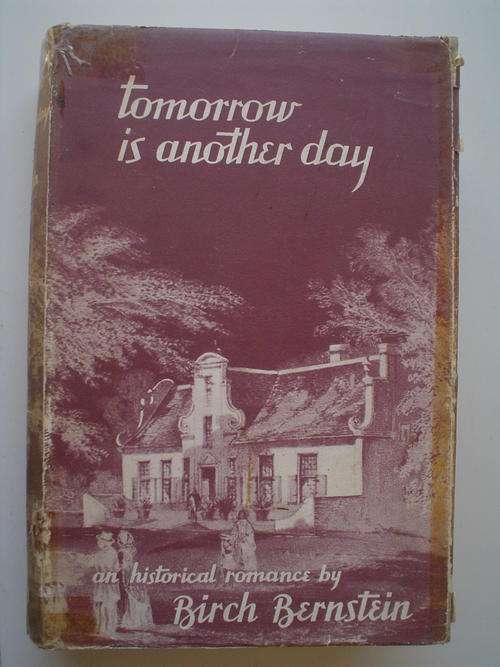 tomorrow
is another day
an historical romance by
Birch Bernstein